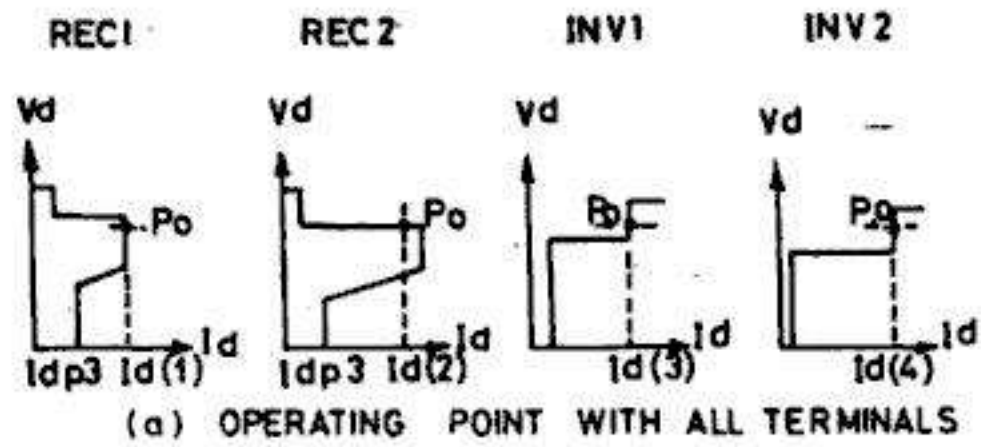 REC1 REC2 INV1 INV2
Vd Vd Vd Vd
Po Po Po Po
Id Id Id Id
Idp3 Id(1) Idp3 Id(2) Id(3) Id(4)
(a) OPERATING POINT WITH ALL TERMINALS